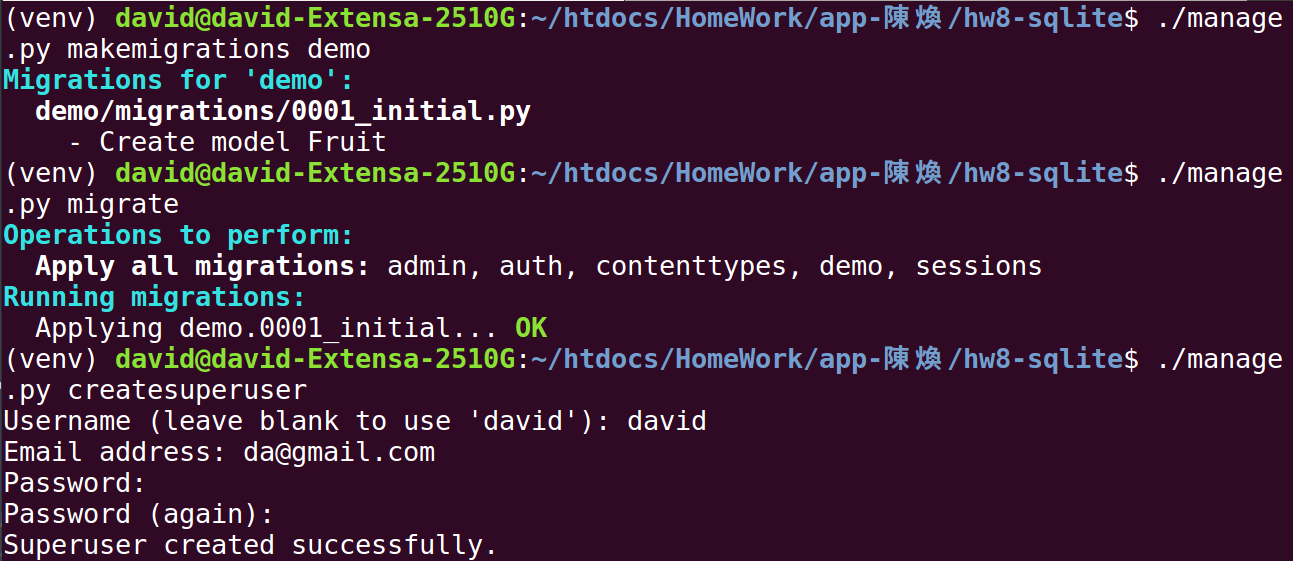 (venv) david@david-Extensa-2510G:~/htdocs/HomeWork/app-陳煥/hw8-sqlite$ ./manage
.py makemigrations demo
Migrations for 'demo':
  demo/migrations/0001_initial.py
    - Create model Fruit
(venv) david@david-Extensa-2510G:~/htdocs/HomeWork/app-陳煥/hw8-sqlite$ ./manage
.py migrate
Operations to perform:
  Apply all migrations: admin, auth, contenttypes, demo, sessions
Running migrations:
  Applying demo.0001_initial... OK
(venv) david@david-Extensa-2510G:~/htdocs/HomeWork/app-陳煥/hw8-sqlite$ ./manage
.py createsuperuser
Username (leave blank to use 'david'): david
Email address: da@gmail.com
Password:
Password (again):
Superuser created successfully.